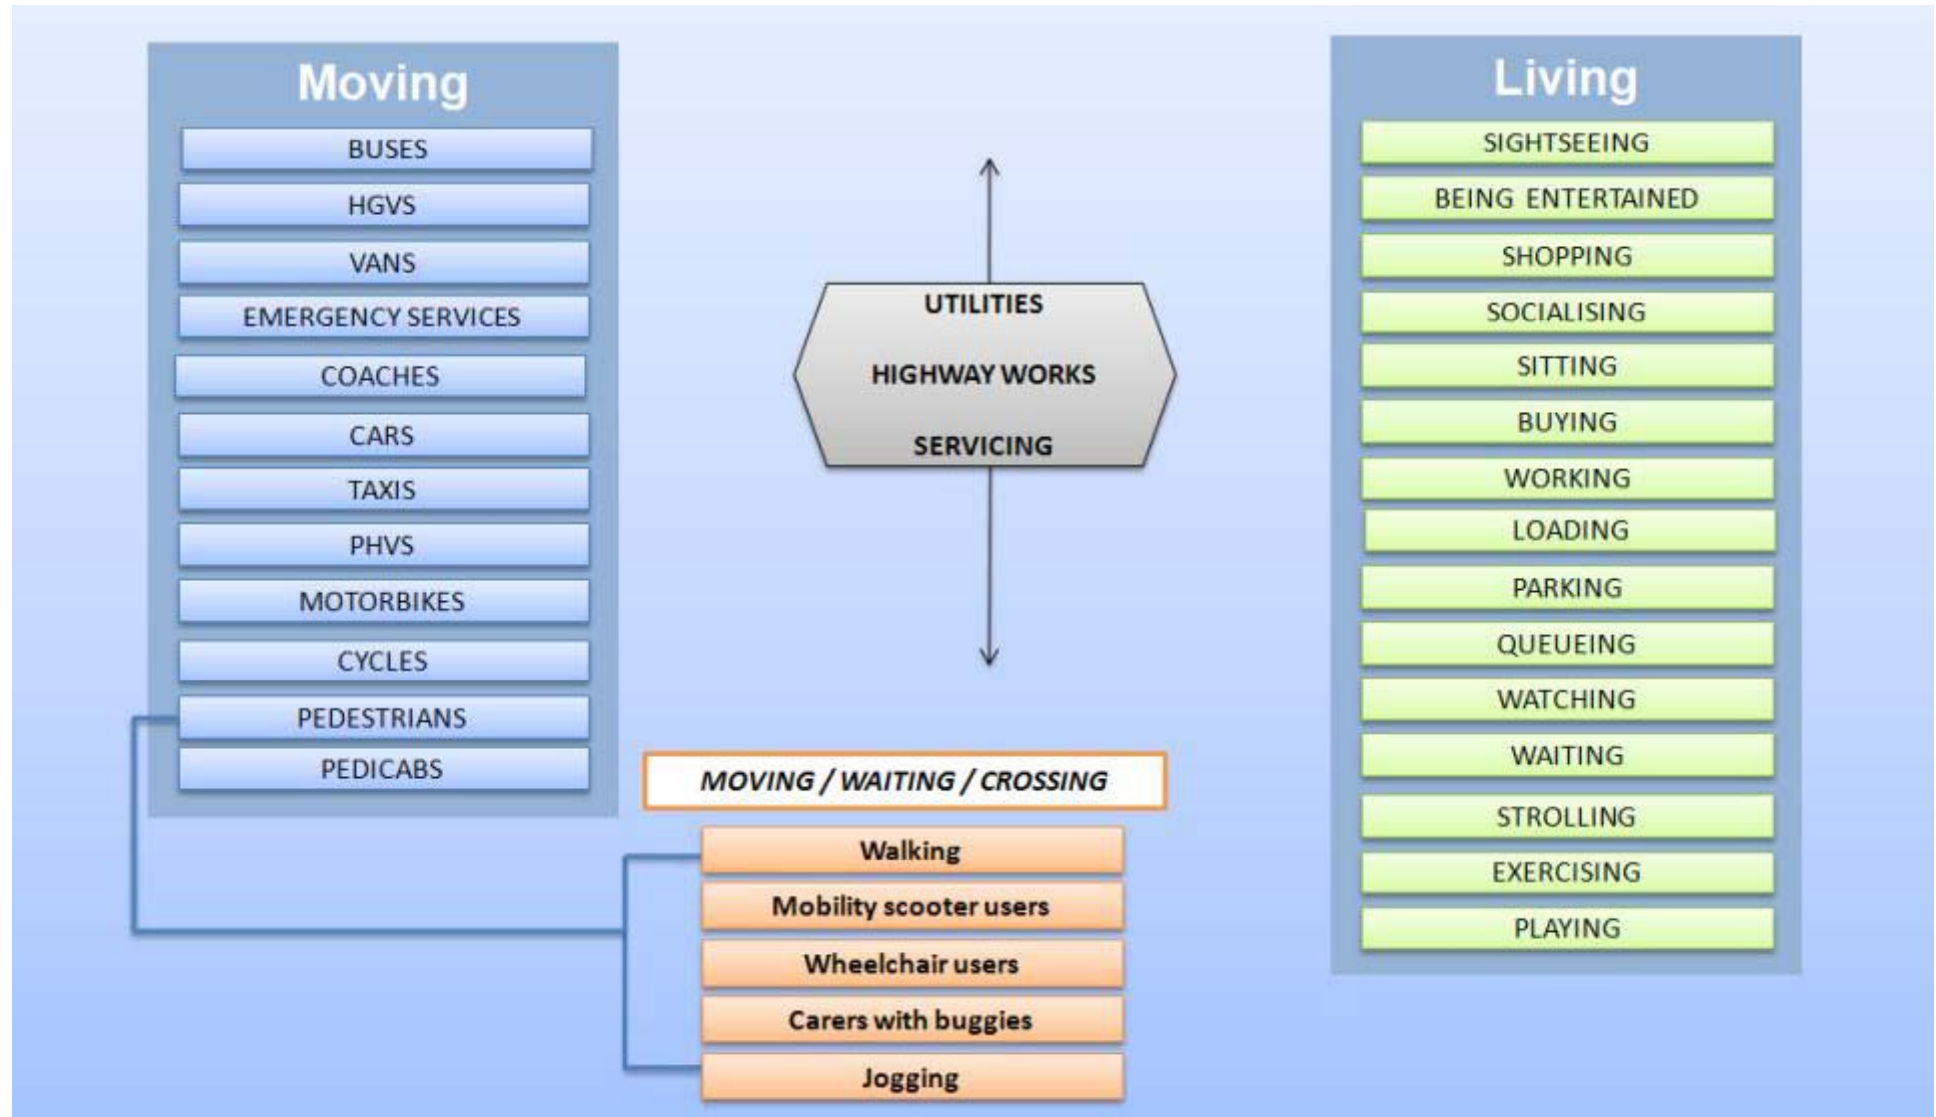 Moving
BUSES
HGVS
VANS
EMERGENCY SERVICES
COACHES
CARS
TAXIS
PHVS
MOTORBIKES
CYCLES
PEDESTRIANS
PEDICABS
UTILITIES
HIGHWAY WORKS
SERVICING
MOVING / WAITING / CROSSING
Walking
Mobility scooter users
Wheelchair users
Carers with buggies
Jogging
Living
SIGHTSEEING
BEING ENTERTAINED
SHOPPING
SOCIALISING
SITTING
BUYING
WORKING
LOADING
PARKING
QUEUEING
WATCHING
WAITING
STROLLING
EXERCISING
PLAYING